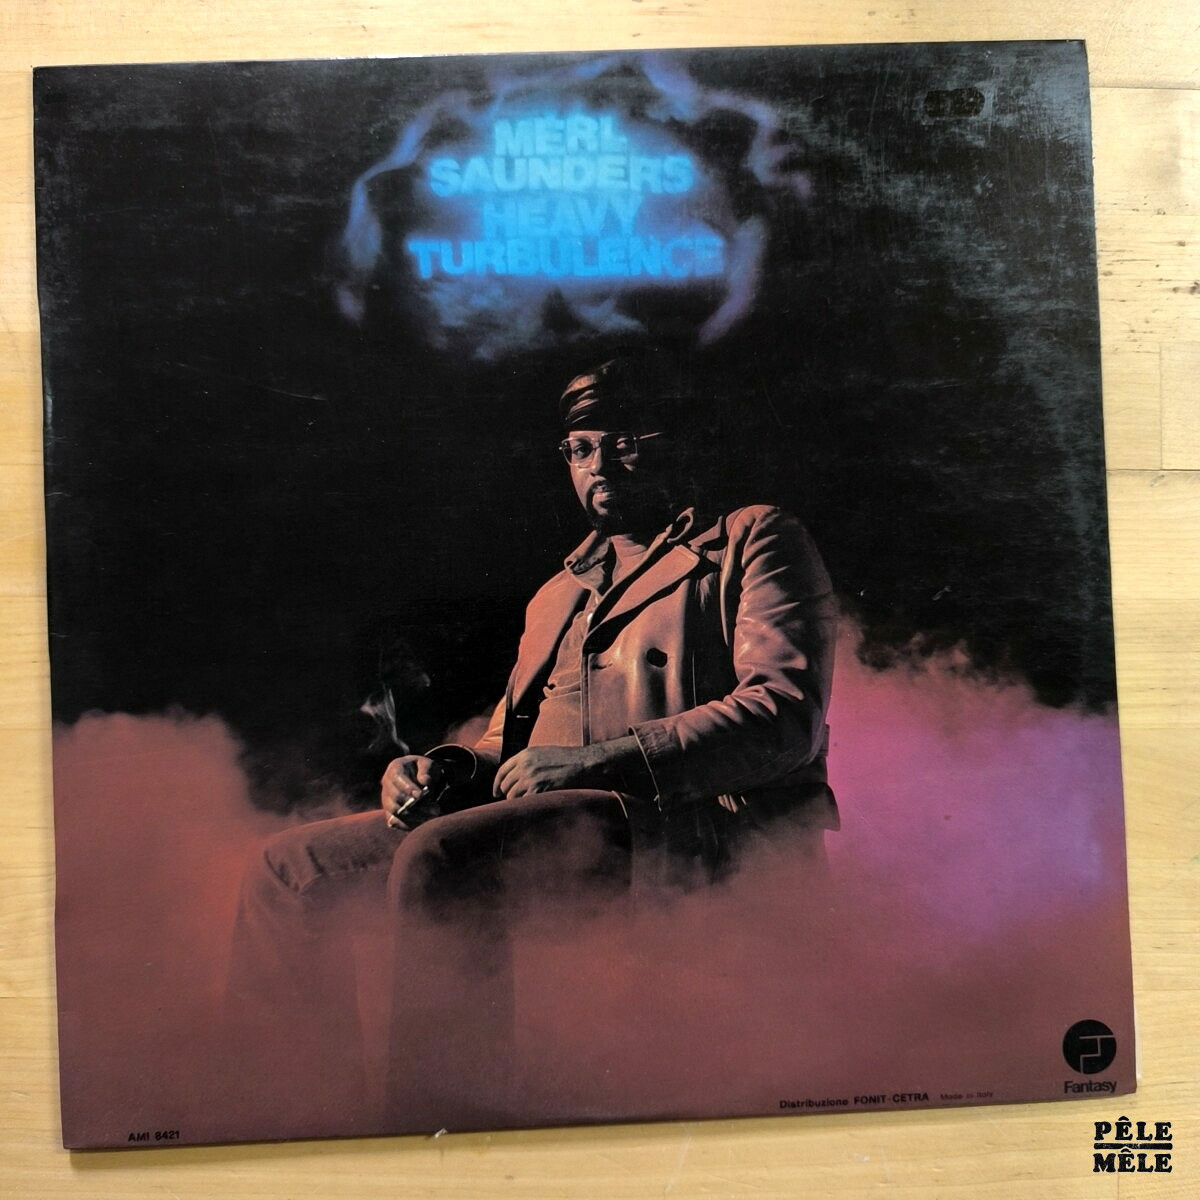 MERL
SAUNDERS
HEAVY
TURBULENCE
Fantasy
Distribuzione FONIT-CETRA Made in Italy
AMI 8421
PÊLE
MÊLE